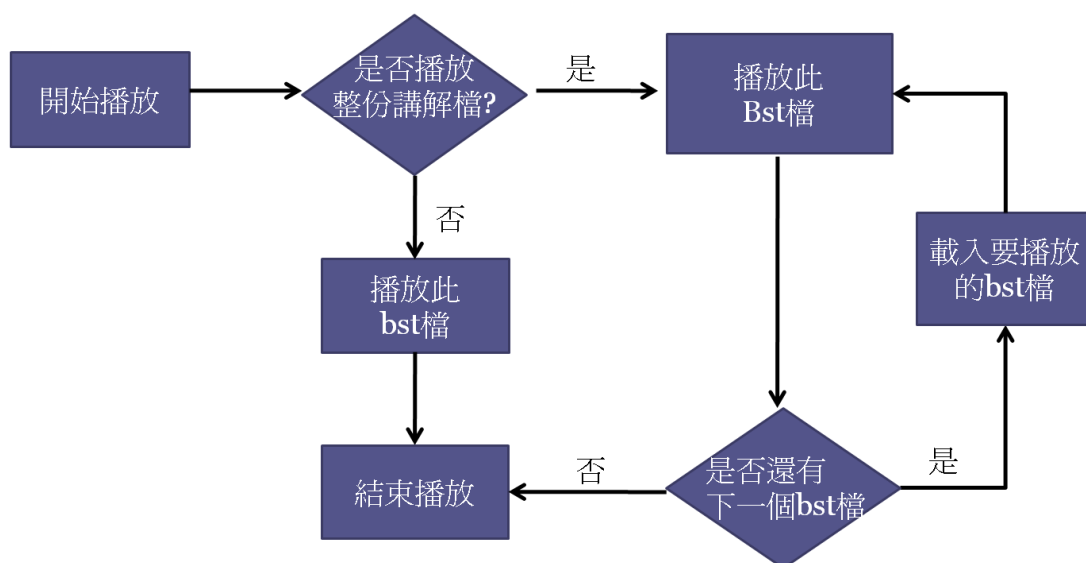 開始播放
是否播放
整份講解檔?
是
播放此
Bst檔
否
播放此
bst檔
載入要播放
的bst檔
結束播放
否
是否還有
下一個bst檔
是